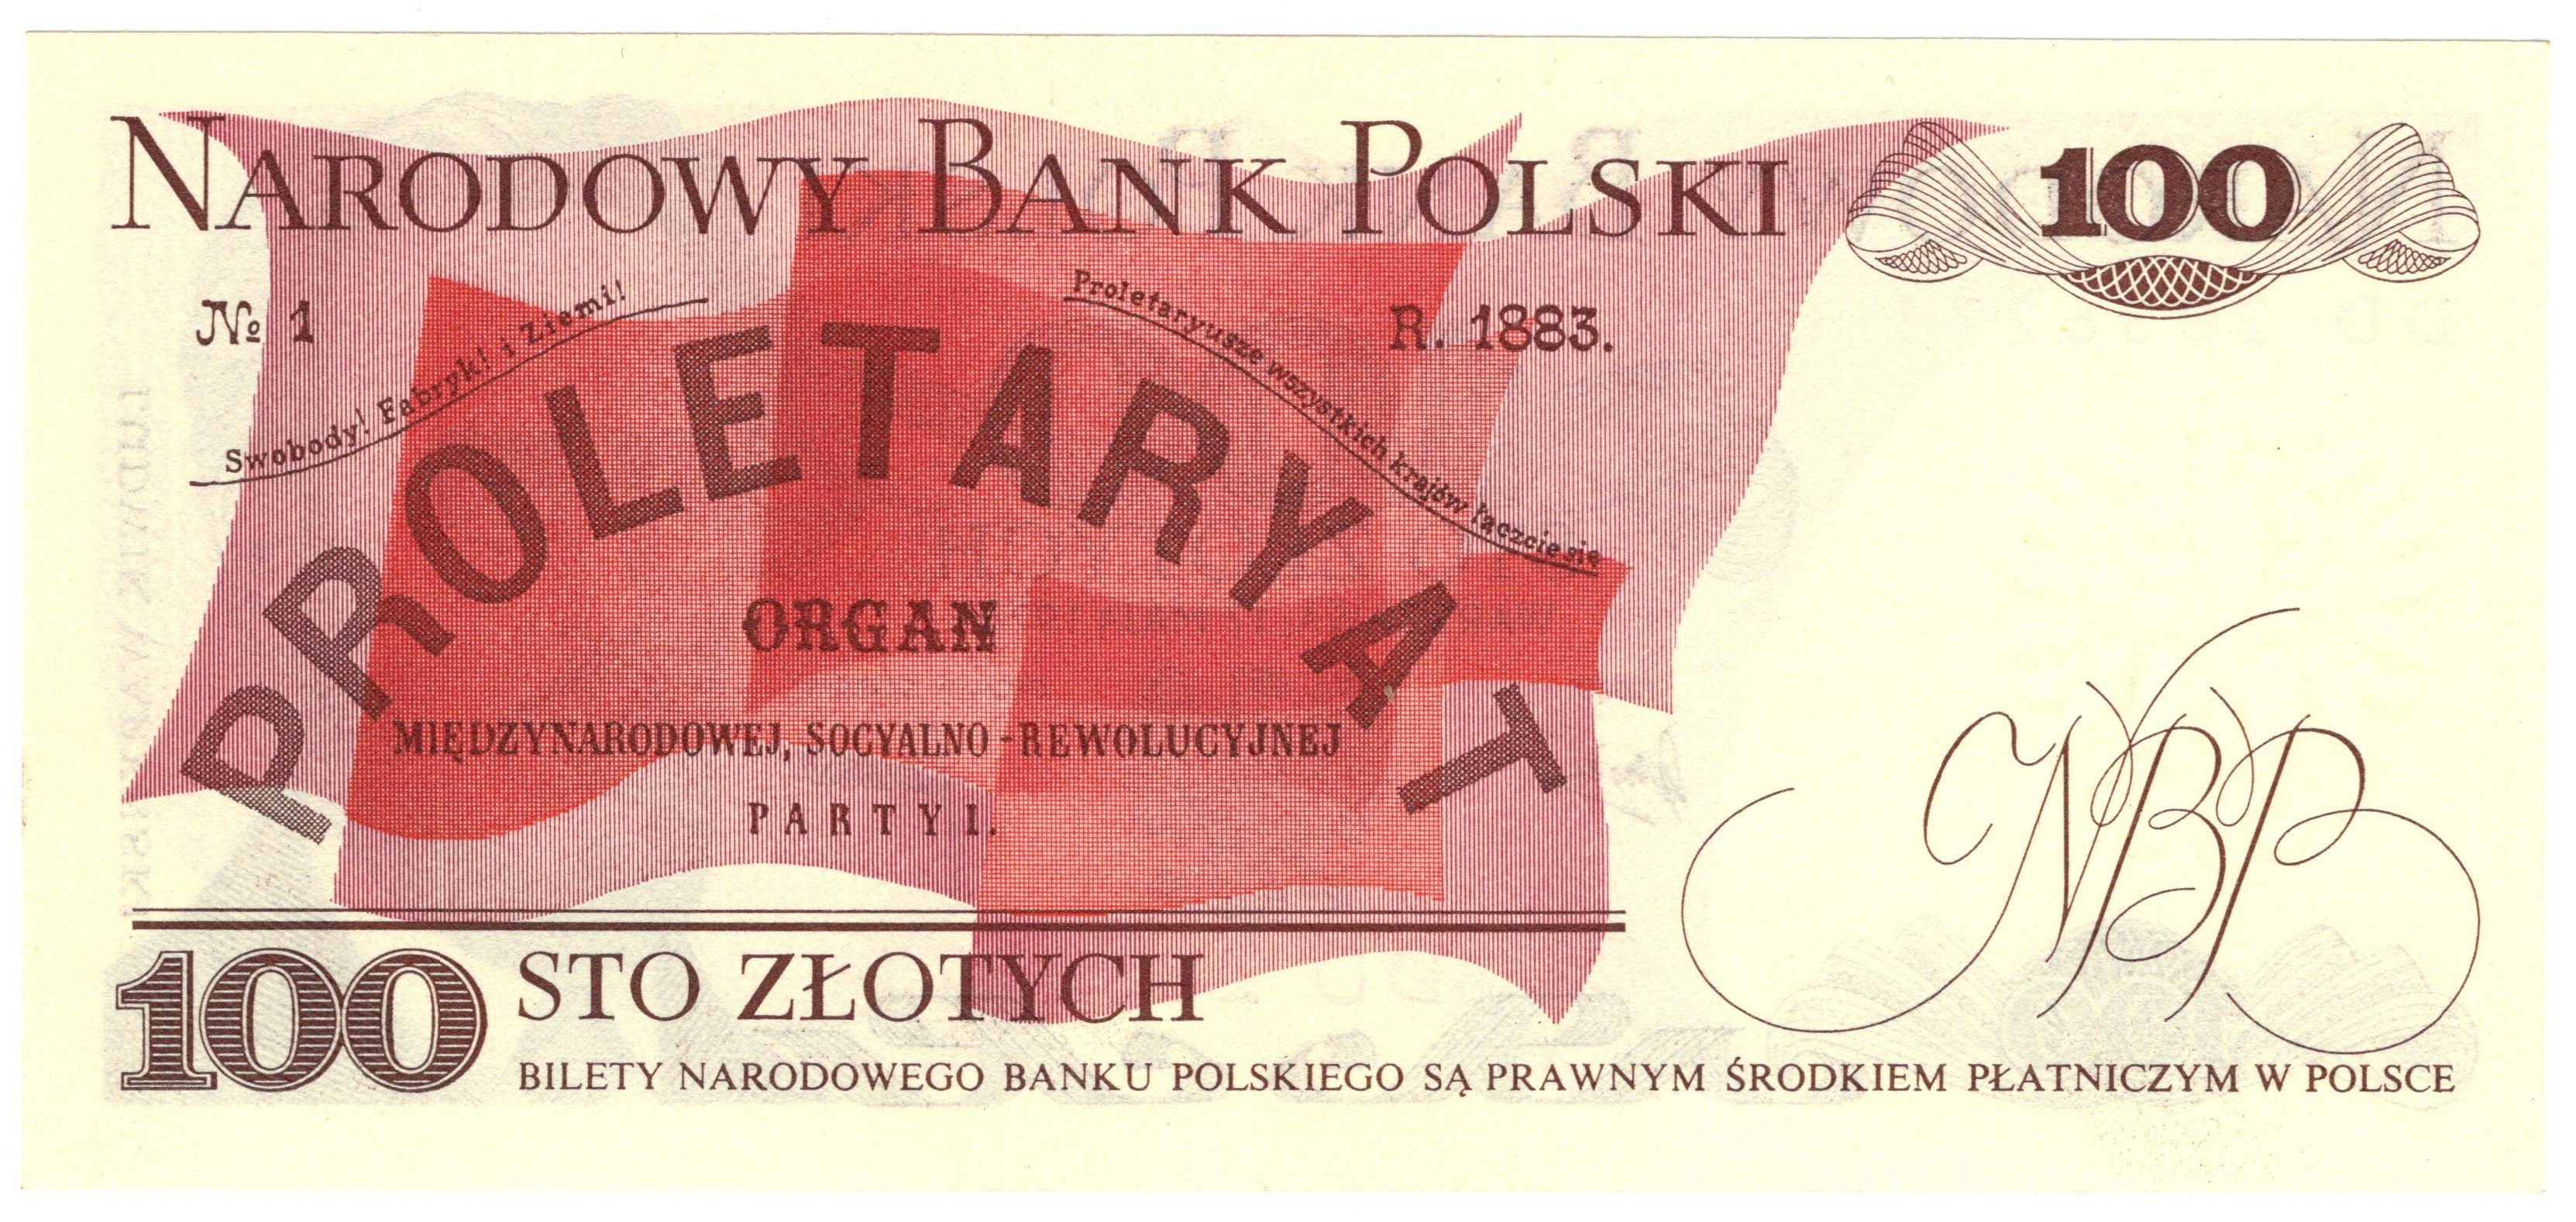 NARODOWY BANK POLSKI
100
№ 1
R. 1883.
Swobody! Fabryk! i Ziemi!
Proletaryusze wszystkich krajów łączcie się
PROLETARYAT
ORGAN
MIĘDZYNARODOWEJ, SOCYALNO-REWOLUCYJNEJ
PARTYI.
NBP
100 STO ZŁOTYCH
BILETY NARODOWEGO BANKU POLSKIEGO SĄ PRAWNYM ŚRODKIEM PŁATNICZYM W POLSCE